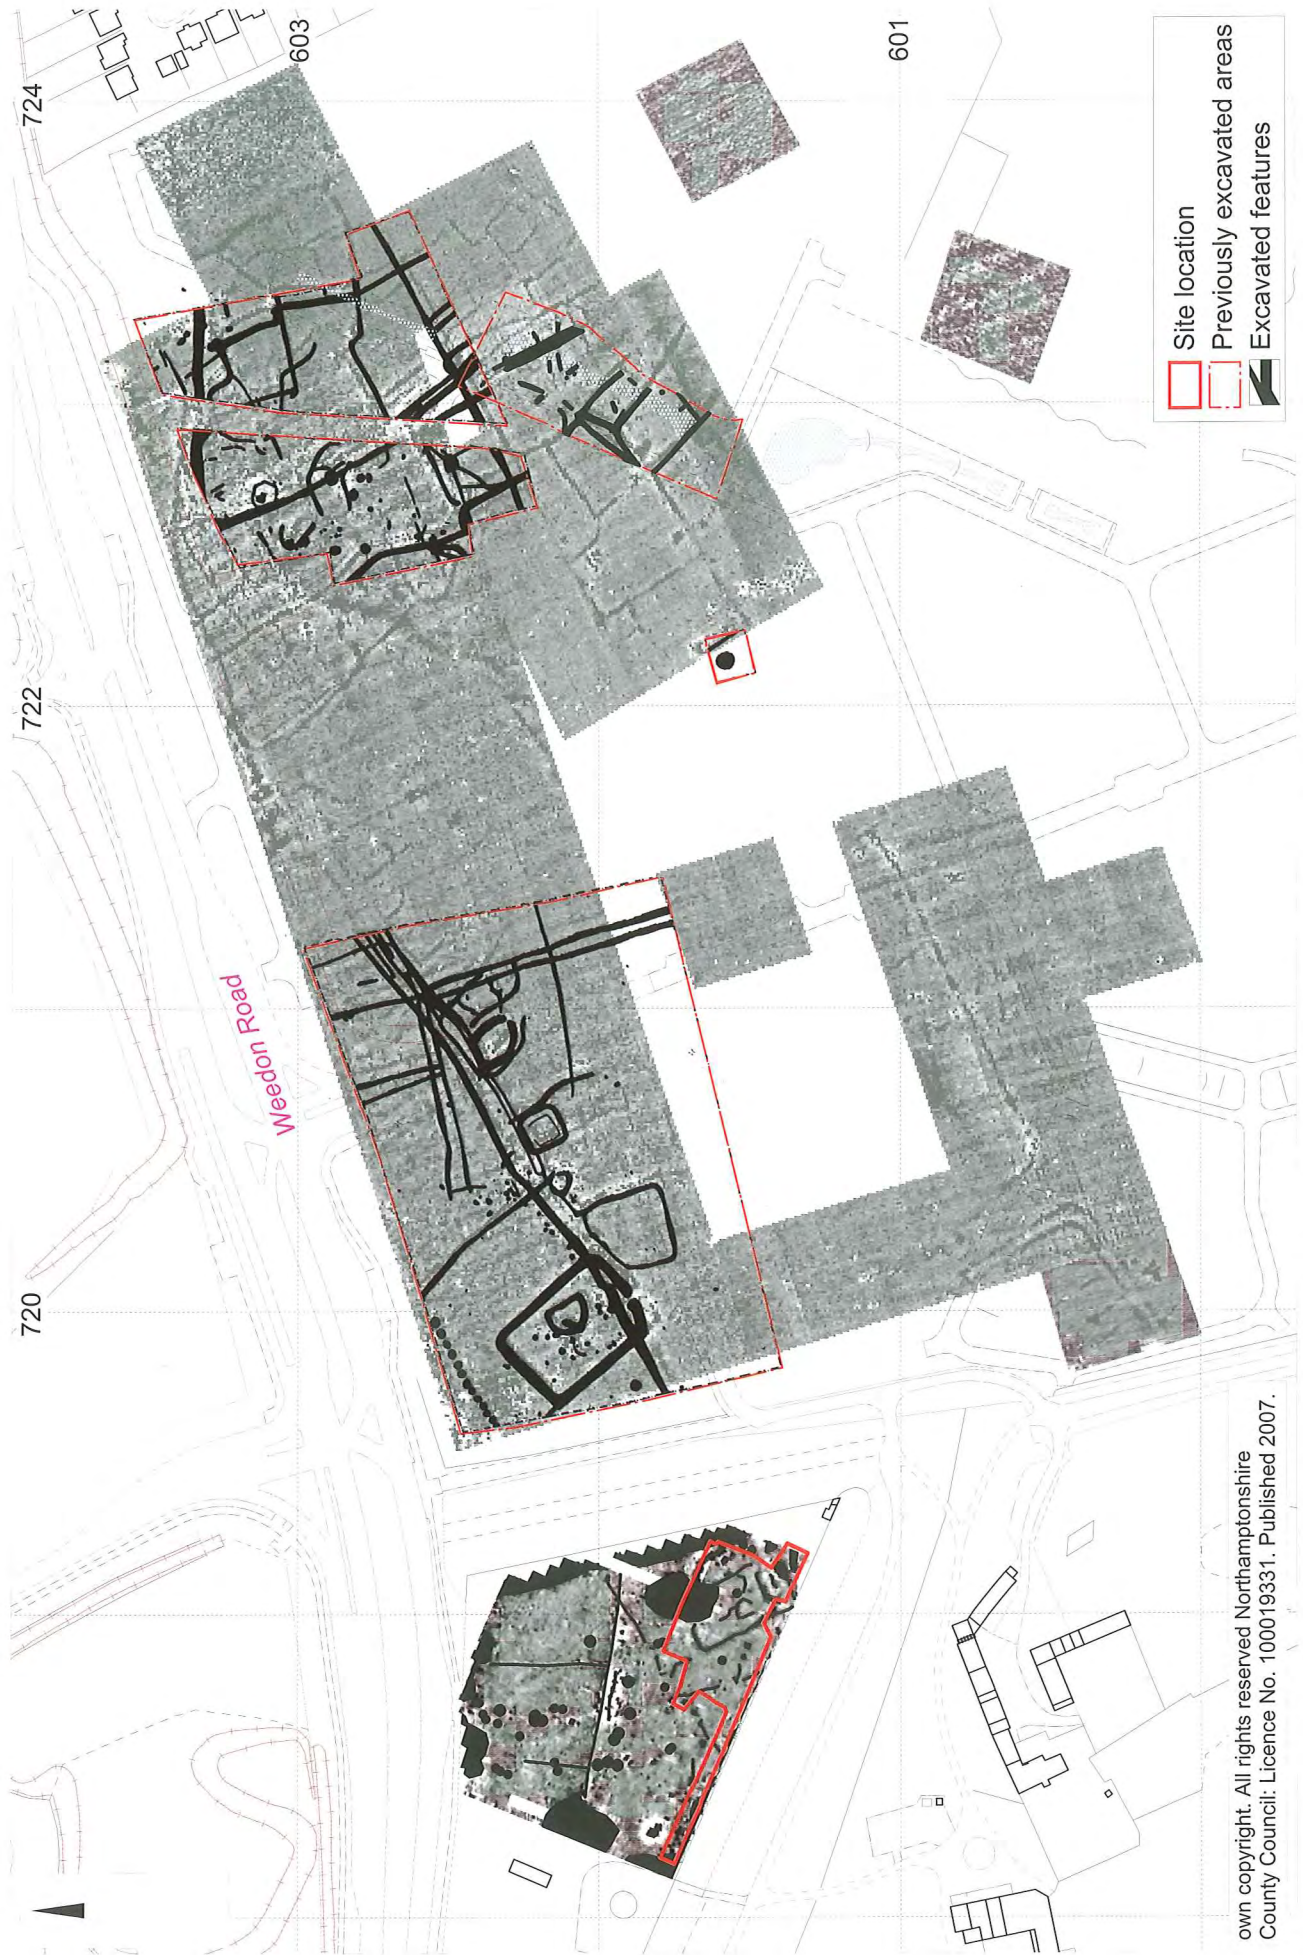 720
722
724
603
601
Weedon Road
Site location
Previously excavated areas
Excavated features
own copyright. All rights reserved Northamptonshire
County Council: Licence No. 100019331. Published 2007.